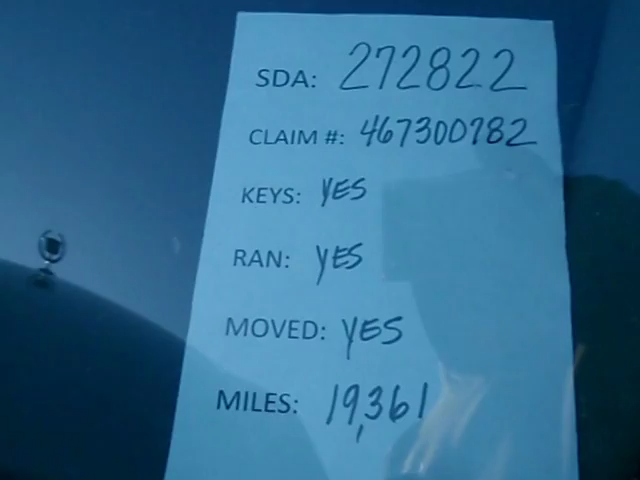 SDA: 272822
CLAIM #: 467300782
KEYS: YES
RAN: YES
MOVED: YES
MILES: 19,361